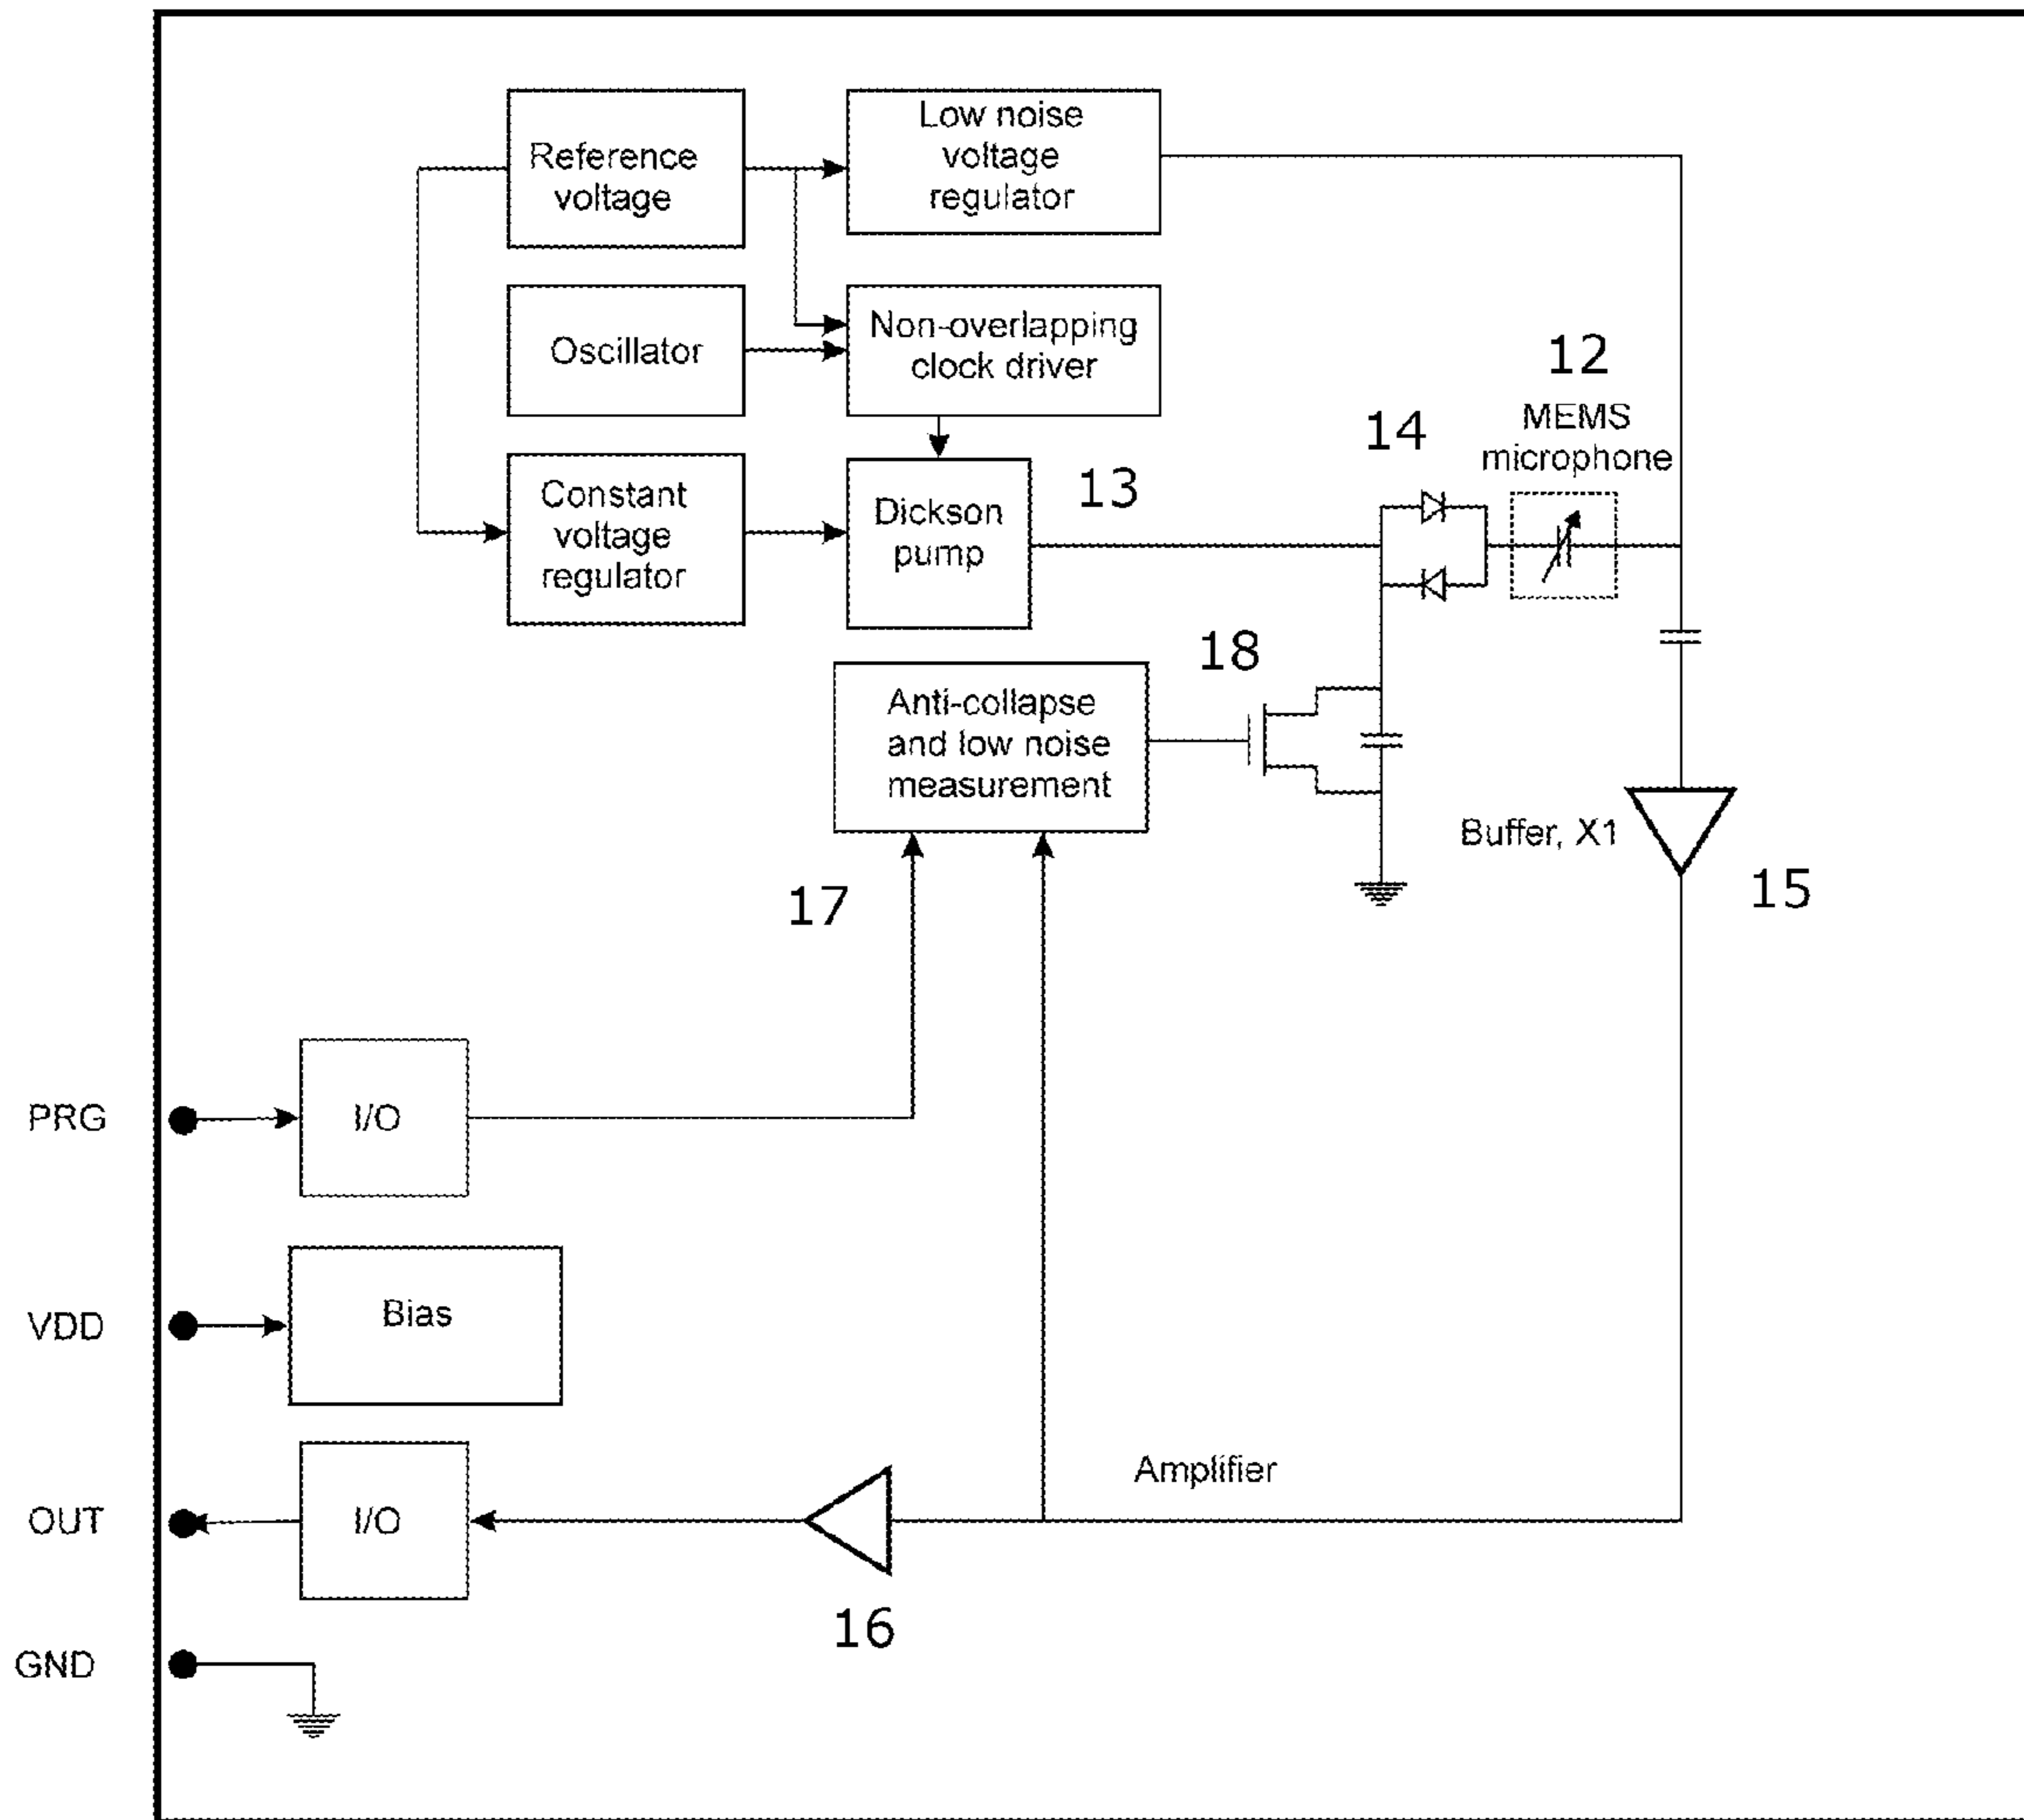 Reference
voltage
Low noise
voltage
regulator
Oscillator
Non-overlapping
clock driver
12
MEMS
microphone
14
Constant
voltage
regulator
Dickson
pump
13
18
Anti-collapse
and low noise
measurement
Buffer, X1
15
17
PRG
I/O
VDD
Bias
Amplifier
OUT
I/O
16
GND